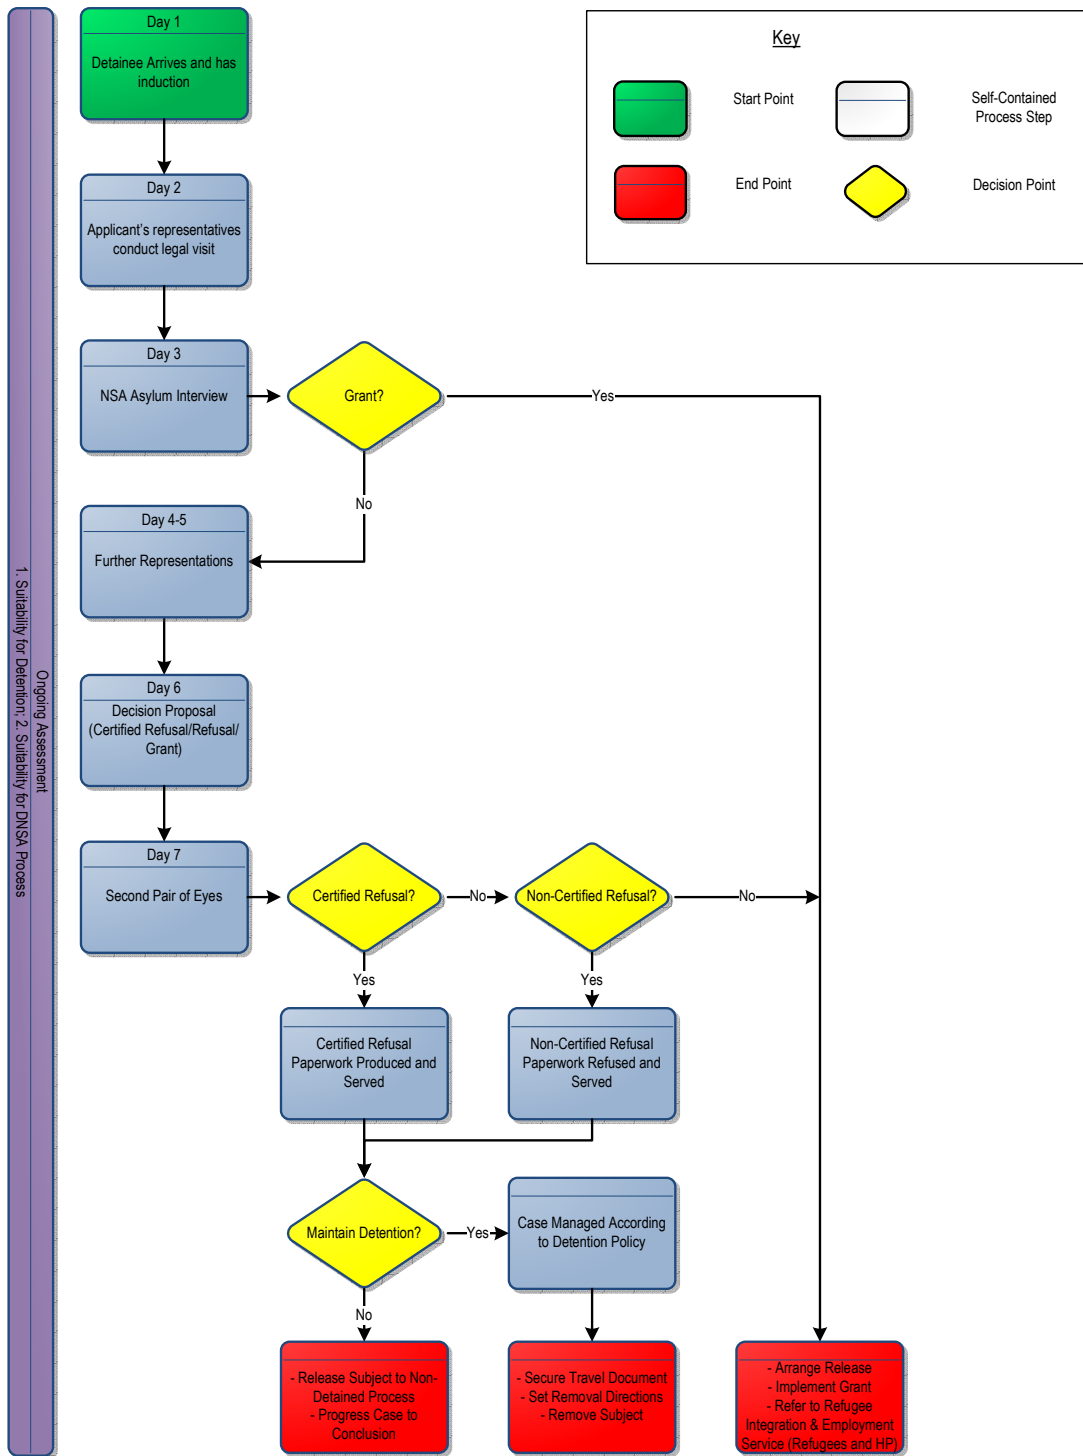 Day 1
Detainee Arrives and has
induction
Key
Start Point
Self-Contained
Process Step
End Point
Decision Point
Day 2
Applicant's representatives
conduct legal visit
Day 3
NSA Asylum Interview
Grant?
Yes
No
Day 4-5
Further Representations
Ongoing Assessment
1. Suitability for Detention; 2. Suitability for DNSA Process
Day 6
Decision Proposal
(Certified Refusal/Refusal/
Grant)
Day 7
Second Pair of Eyes
Certified Refusal?
No
Non-Certified Refusal?
No
Yes
Yes
Certified Refusal
Paperwork Produced and
Served
Non-Certified Refusal
Paperwork Refused and
Served
Maintain Detention?
Yes
Case Managed According
to Detention Policy
No
- Release Subject to Non-
Detained Process
- Progress Case to
Conclusion
- Secure Travel Document
- Set Removal Directions
- Remove Subject
- Arrange Release
- Implement Grant
- Refer to Refugee
Integration & Employment
Service (Refugees and HP)